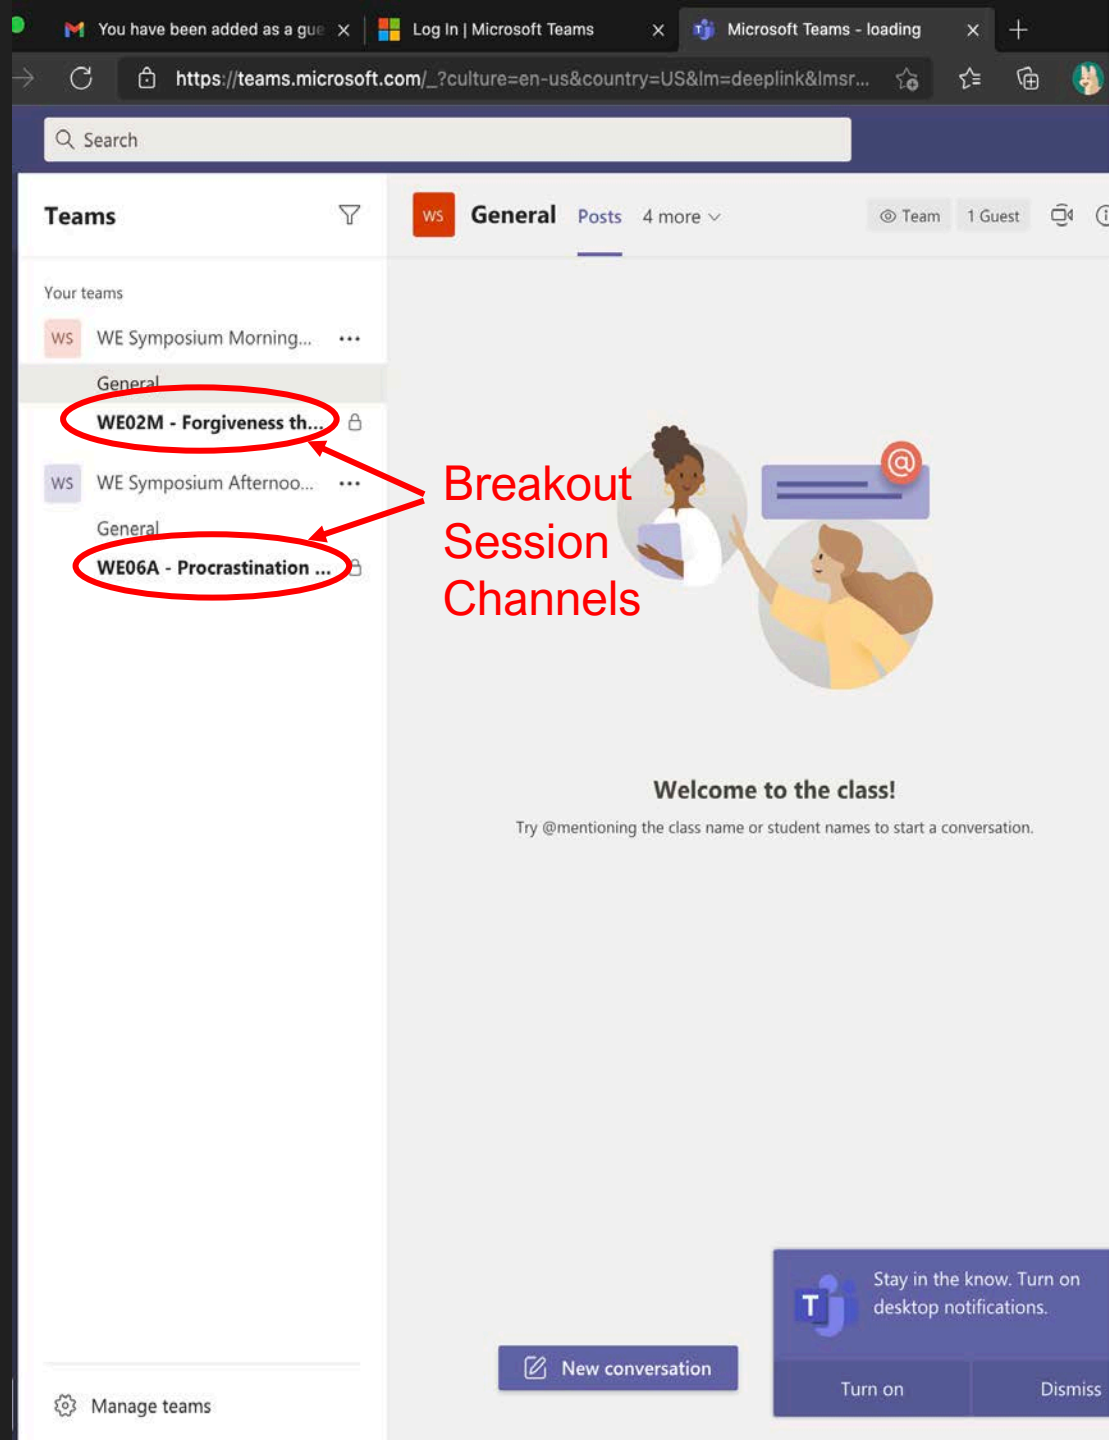 You have been added as a gue
Log In | Microsoft Teams
Microsoft Teams - loading
https://teams.microsoft.com/_?culture=en-us&country=US&lm=deeplink&lmsr...
Search
Teams
WS
General
Posts
4 more
Team
1 Guest
Your teams
WS
WE Symposium Morning...
General
WE02M - Forgiveness th...
WS
WE Symposium Afternoo...
General
WE06A - Procrastination ...
Breakout
Session
Channels
@
Welcome to the class!
Try @mentioning the class name or student names to start a conversation.
T
Stay in the know. Turn on
desktop notifications.
New conversation
Turn on
Dismiss
Manage teams